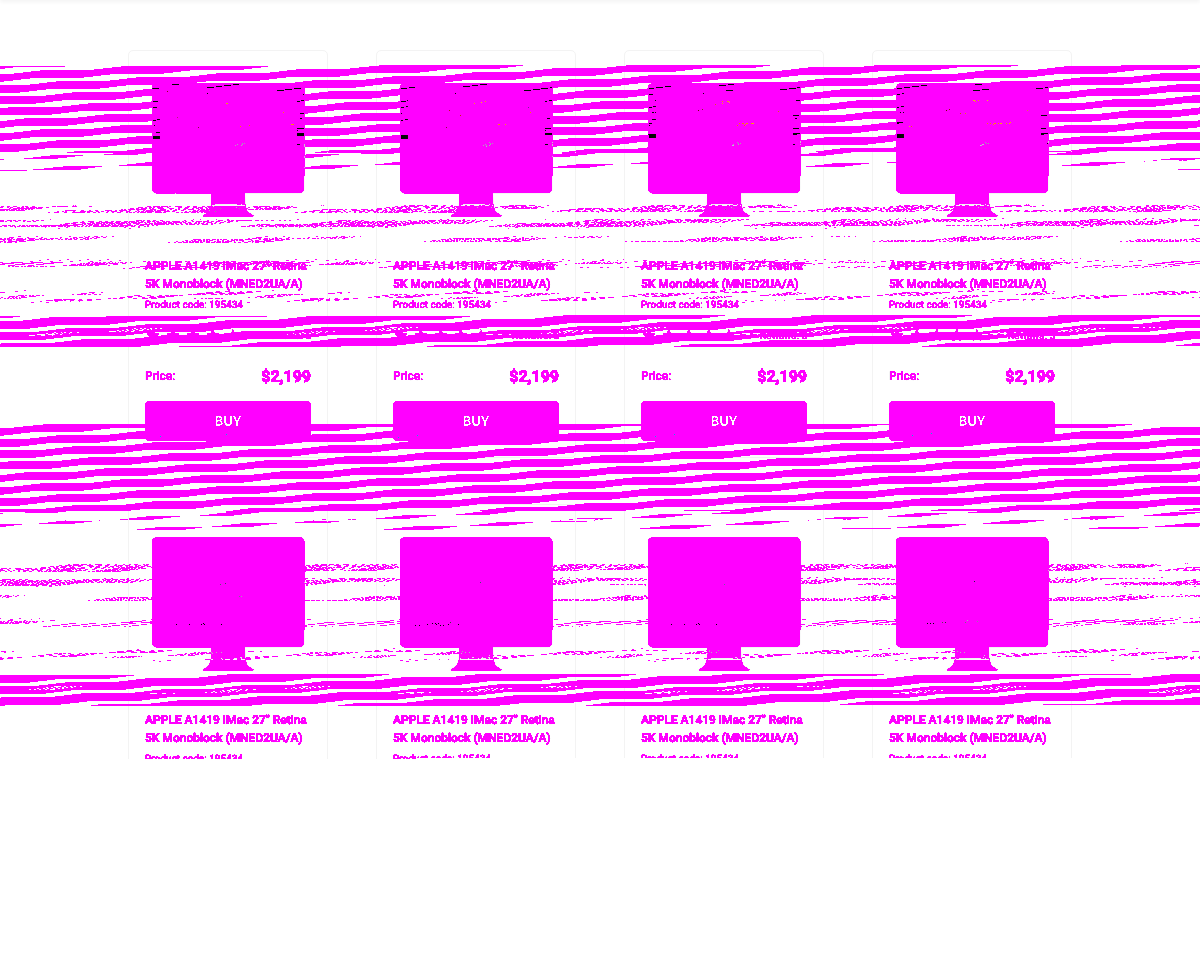 APPLE A1419 iMac 27" Retina
5K Monoblock (MNED2UA/A)
Product code: 195434
APPLE A1419 iMac 27" Retina
5K Monoblock (MNED2UA/A)
Product code: 195434
APPLE A1419 iMac 27" Retina
5K Monoblock (MNED2UA/A)
Product code: 195434
APPLE A1419 iMac 27" Retina
5K Monoblock (MNED2UA/A)
Product code: 195434
Price: $2,199
Price: $2,199
Price: $2,199
Price: $2,199
BUY
BUY
BUY
BUY
APPLE A1419 iMac 27" Retina
5K Monoblock (MNED2UA/A)
Product code: 195434
APPLE A1419 iMac 27" Retina
5K Monoblock (MNED2UA/A)
Product code: 195434
APPLE A1419 iMac 27" Retina
5K Monoblock (MNED2UA/A)
Product code: 195434
APPLE A1419 iMac 27" Retina
5K Monoblock (MNED2UA/A)
Product code: 195434